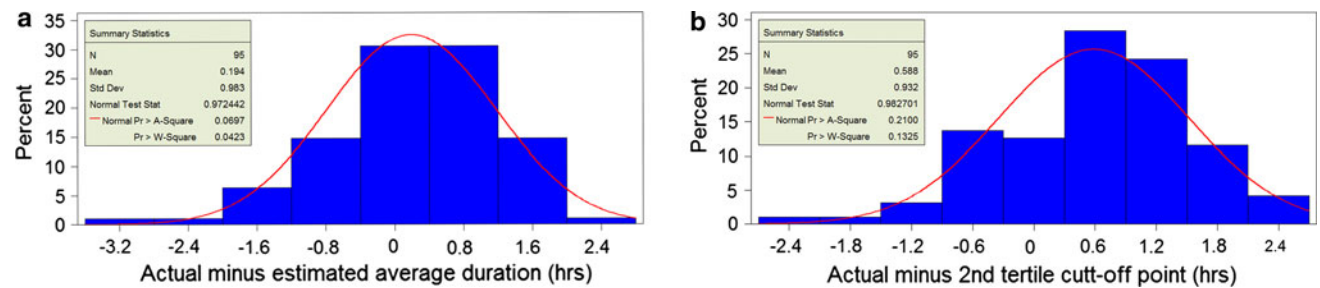 a
Percent
35
30
25
20
15
10
5
0
Summary Statistics
N 95
Mean 0.194
Std Dev 0.983
Normal Test Stat 0.972442
Normal Pr > A-Square 0.0697
Pr > W-Square 0.0423
-3.2 -2.4 -1.6 -0.8 0 0.8 1.6 2.4
Actual minus estimated average duration (hrs)
b
Percent
30
25
20
15
10
5
0
Summary Statistics
N 95
Mean 0.588
Std Dev 0.932
Normal Test Stat 0.982701
Normal Pr > A-Square 0.2100
Pr > W-Square 0.1325
-2.4 -1.8 -1.2 -0.6 0 0.6 1.2 1.8 2.4
Actual minus 2nd tertile cutt-off point (hrs)